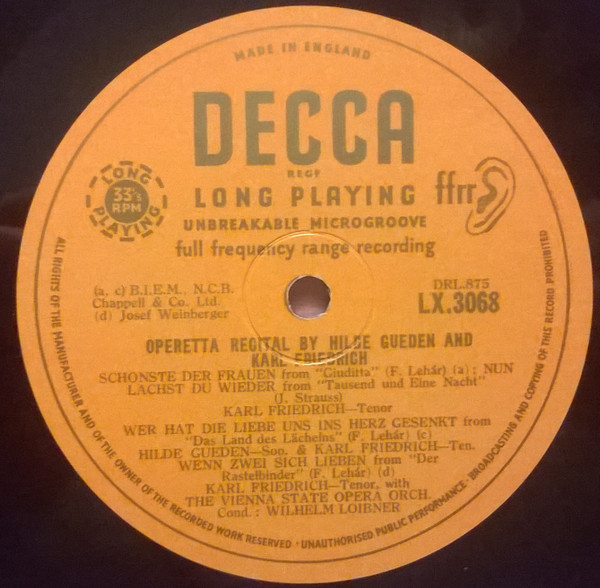 MADE IN ENGLAND
DECCA
REGD
LONG PLAYING
ffrr
UNBREAKABLE MICROGROOVE
full frequency range recording
LONG
33⅓
RPM
PLAYING
(a, c) B.I.E.M., N.C.B.
Chappell & Co. Ltd.
(d) Josef Weinberger
DRL.875
LX.3068
OPERETTA RECITAL BY HILDE GUEDEN AND
KARL FRIEDRICH
SCHONSTE DER FRAUEN from "Giuditta" (F. Lehár) (a) ; NUN
LACHST DU WIEDER from "Tausend und Eine Nacht"
(J. Strauss)
KARL FRIEDRICH—Tenor
WER HAT DIE LIEBE UNS INS HERZ GESENKT from
"Das Land des Lächelns" (F. Lehár) (c)
HILDE GUEDEN—Sop. & KARL FRIEDRICH—Ten.
WENN ZWEI SICH LIEBEN from "Der
Rastelbinder" (F. Lehár) (d)
KARL FRIEDRICH—Tenor, with
THE VIENNA STATE OPERA ORCH.
Cond.: WILHELM LOIBNER
ALL RIGHTS OF THE MANUFACTURER AND OF THE OWNER OF THE RECORDED WORK RESERVED · UNAUTHORISED PUBLIC PERFORMANCE · BROADCASTING AND COPYING OF THIS RECORD PROHIBITED